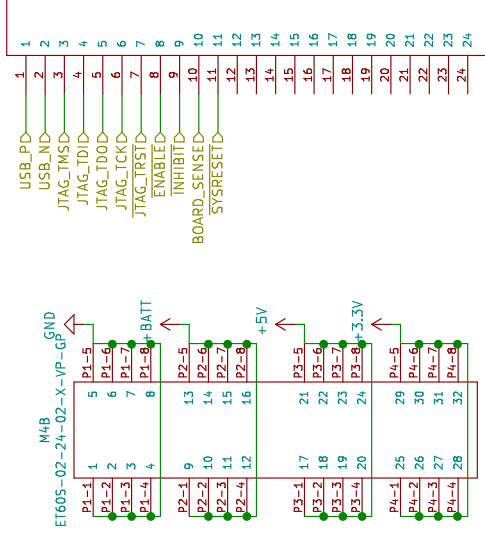 1 2 3 4 5 6 7 8 9 10 11 12 13 14 15 16 17 18 19 20 21 22 23 24
1 2 3 4 5 6 7 8 9 10 11 12 13 14 15 16 17 18 19 20 21 22 23 24
USB_P
USB_N
JTAG_TMS
JTAG_TDI
JTAG_TDO
JTAG_TCK
JTAG_TRST
ENABLE
INHIBIT
BOARD_SENSE
SYSRESET
GND
+BATT
+5V
+3.3V
M4B
ET60S-02-24-02-X-VP-GP
P1-5 P1-6 P1-7 P1-8 P2-5 P2-6 P2-7 P2-8 P3-5 P3-6 P3-7 P3-8 P4-5 P4-6 P4-7 P4-8
5 6 7 8 13 14 15 16 21 22 23 24 29 30 31 32
1 2 3 4 9 10 11 12 17 18 19 20 25 26 27 28
P1-1 P1-2 P1-3 P1-4 P2-1 P2-2 P2-3 P2-4 P3-1 P3-2 P3-3 P3-4 P4-1 P4-2 P4-3 P4-4